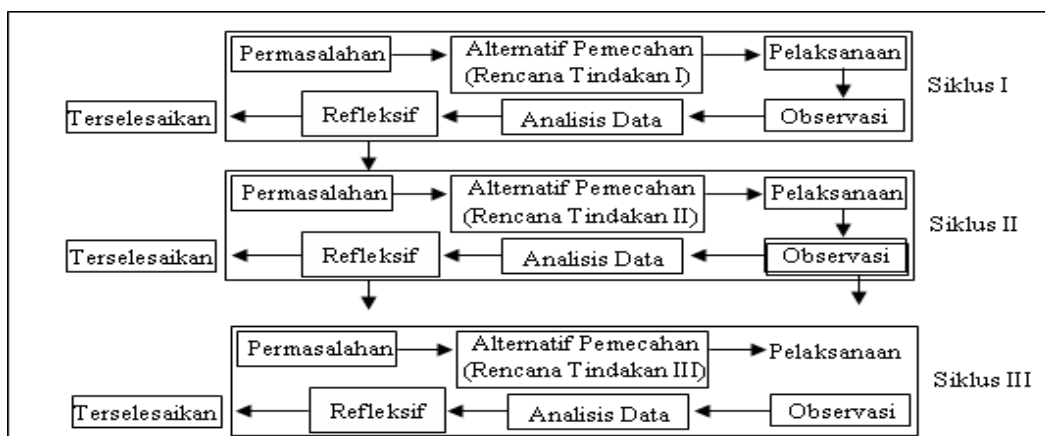 Permasalahan
Alternatif Pemecahan
(Rencana Tindakan I)
Pelaksanaan
Siklus I
Terselesaikan
Refleksif
Analisis Data
Observasi
Permasalahan
Alternatif Pemecahan
(Rencana Tindakan II)
Pelaksanaan
Siklus II
Terselesaikan
Refleksif
Analisis Data
Observasi
Permasalahan
Alternatif Pemecahan
(Rencana Tindakan III)
Pelaksanaan
Siklus III
Terselesaikan
Refleksif
Analisis Data
Observasi